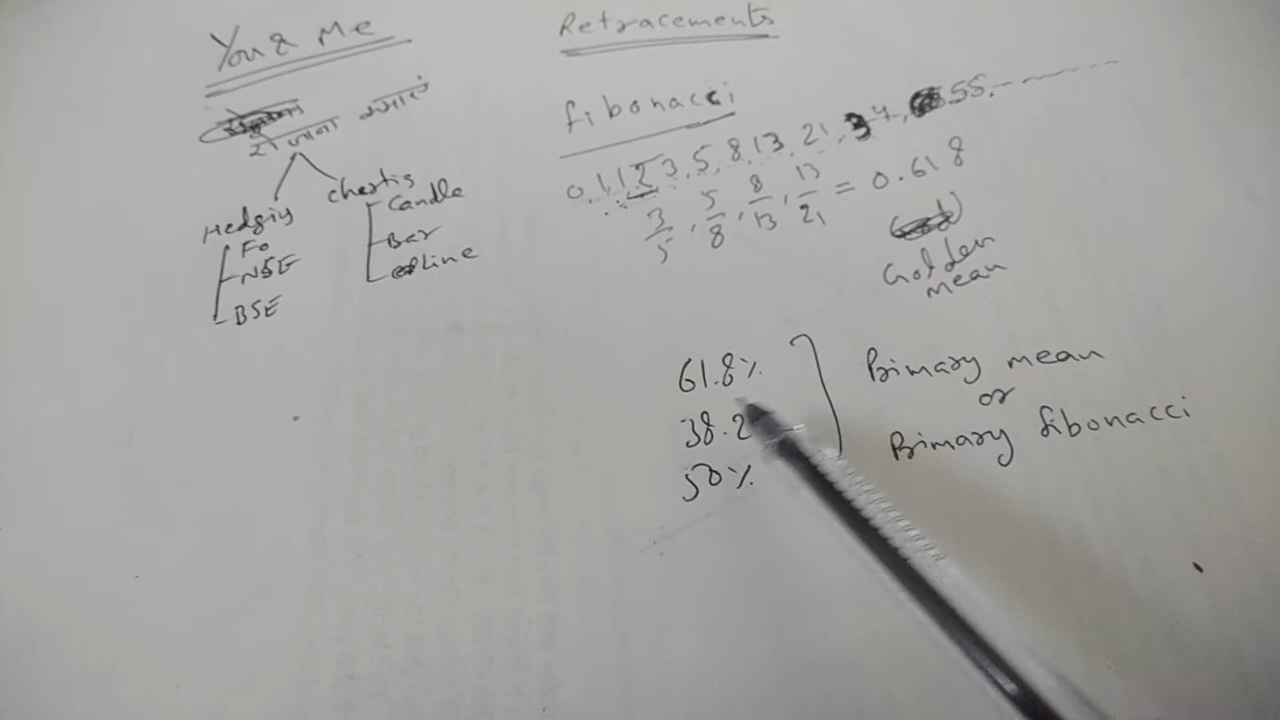 You & Me
रोजाना कमाएं
Hedgiy
Fo
NSE
BSE
Chartis
Candle
Bar
Line
Retracements
fibonacci
0,1,1,2,3,5,8,13,21,34,55,------
3/5, 5/8, 8/13, 13/21 = 0.618
Golden
mean
61.8%
38.2
50%
Primary mean
or
Primary fibonacci